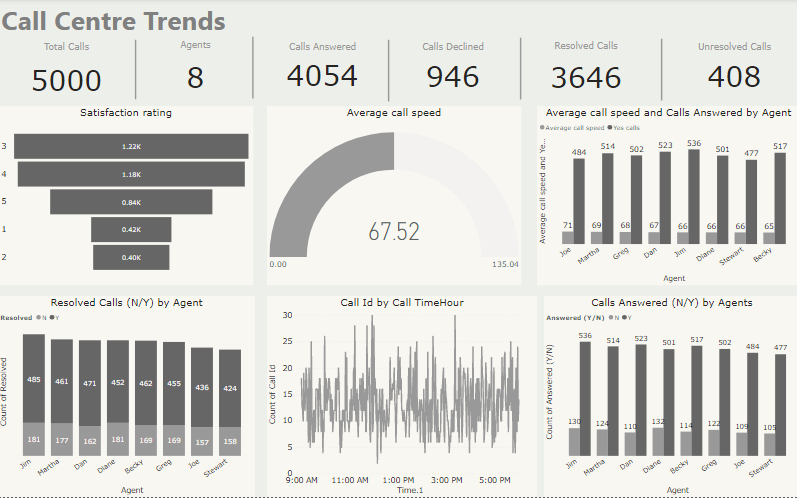 Call Centre Trends
Total Calls
Agents
Calls Answered
Calls Declined
Resolved Calls
Unresolved Calls
5000
8
4054
946
3646
408
Satisfaction rating
3 1.22K
4 1.18K
5 0.84K
1 0.42K
2 0.40K
Average call speed
67.52
0.00 135.04
Average call speed and Calls Answered by Agent
Average call speed Yes calls
Average call speed and Ye...
484 514 502 523 536 501 477 517
71 69 68 67 66 66 66 65
Joe Martha Greg Dan Jim Diane Stewart Becky
Agent
Resolved Calls (N/Y) by Agent
Resolved N Y
Count of Resolved
485 461 471 452 462 455 436 424
181 177 162 181 169 169 157 158
Jim Martha Dan Diane Becky Greg Joe Stewart
Agent
Call Id by Call TimeHour
Count of Call Id
30
25
20
15
10
5
0
9:00 AM 11:00 AM 1:00 PM 3:00 PM 5:00 PM
Time.1
Calls Answered (N/Y) by Agents
Answered (Y/N) N Y
Count of Answered (Y/N)
536 514 523 501 517 502 484 477
130 124 110 132 114 122 109 105
Jim Martha Dan Diane Becky Greg Joe Stewart
Agent